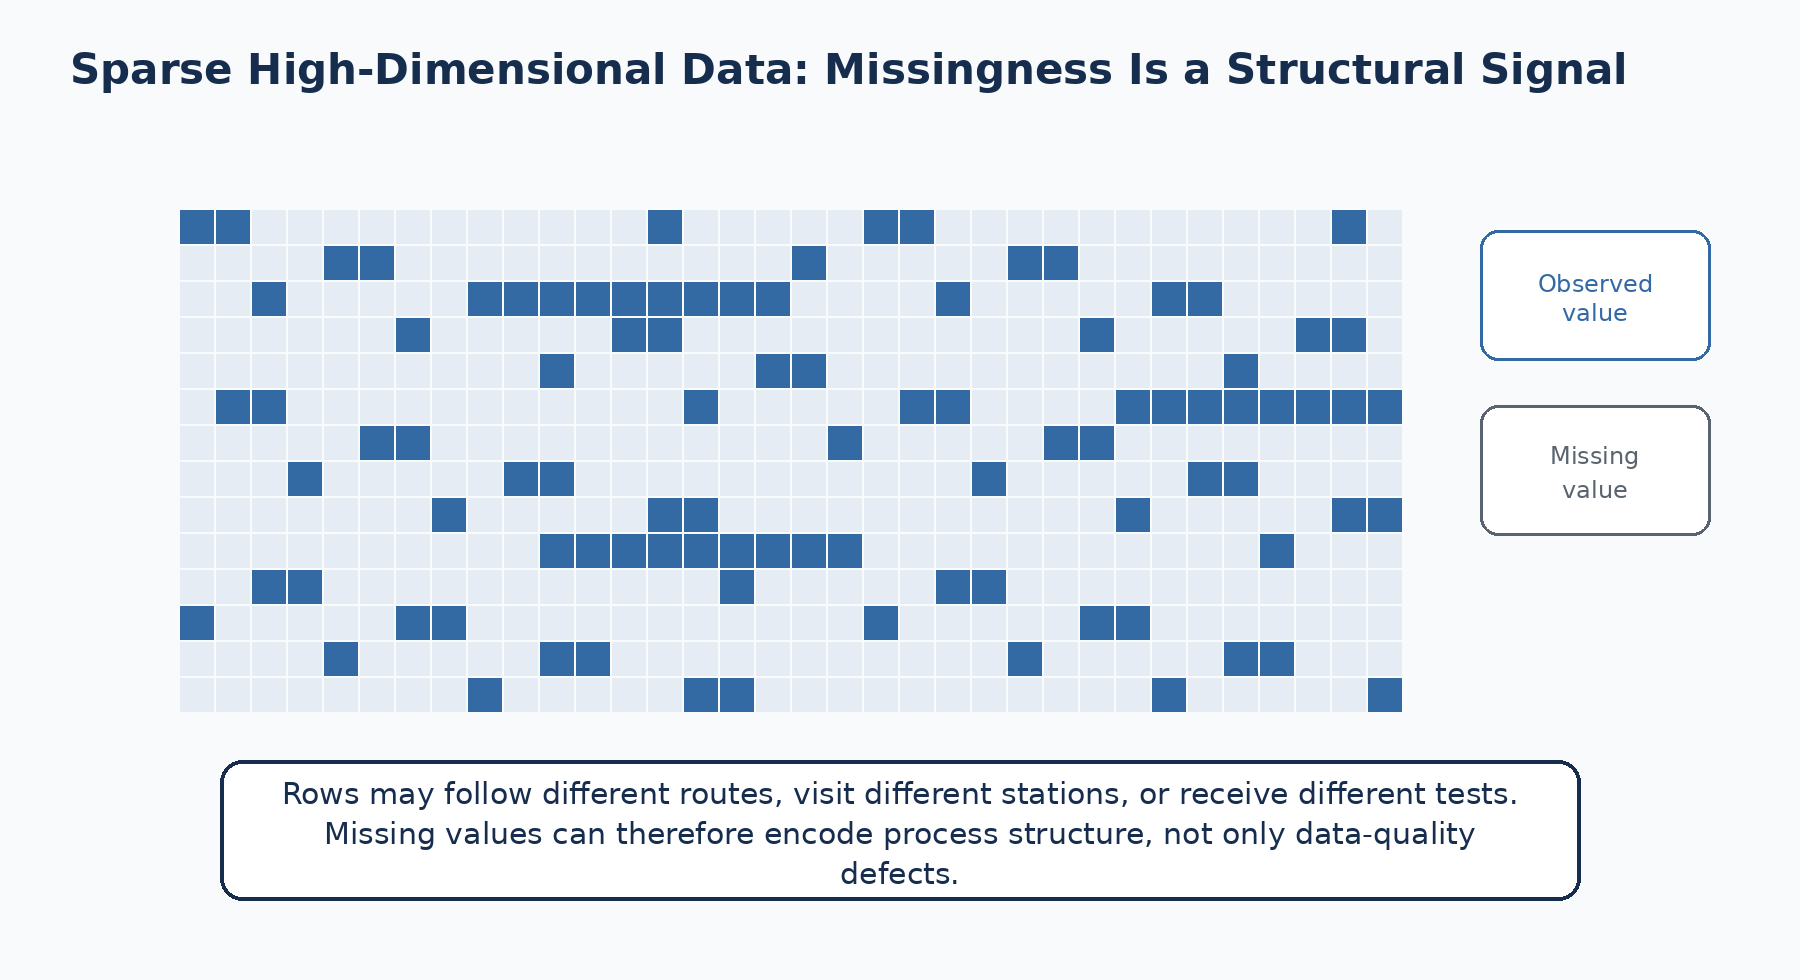 Sparse High-Dimensional Data: Missingness Is a Structural Signal
Observed
value
Missing
value
Rows may follow different routes, visit different stations, or receive different tests.
Missing values can therefore encode process structure, not only data-quality
defects.